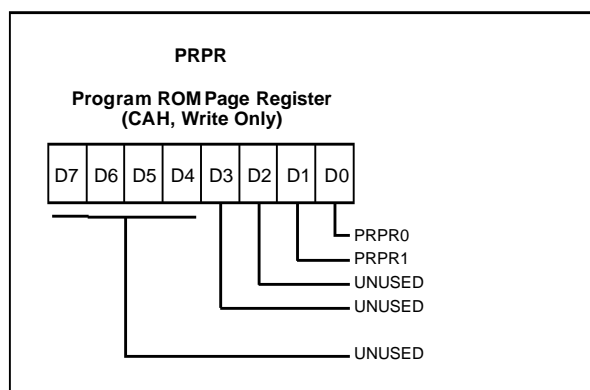 PRPR
Program ROM Page Register
(CAH, Write Only)
D7 D6 D5 D4 D3 D2 D1 D0
PRPR0
PRPR1
UNUSED
UNUSED
UNUSED